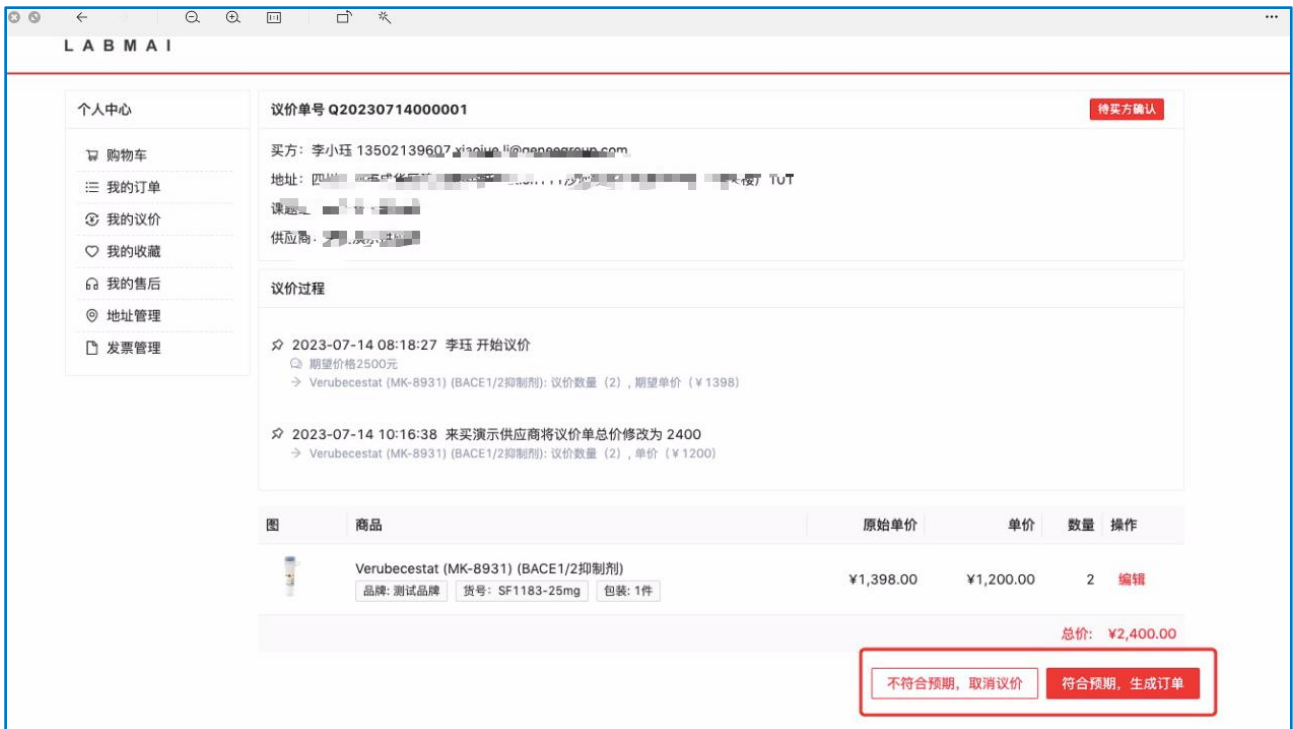 LABMAI
个人中心
购物车
我的订单
我的议价
我的收藏
我的售后
地址管理
发票管理
议价单号 Q20230714000001
待买方确认
买方：李小珏 13502139607
地址： TUT
供应商：
议价过程
2023-07-14 08:18:27 李珏 开始议价
期望价格2500元
Verubecestat (MK-8931) (BACE1/2抑制剂): 议价数量（2）, 期望单价（¥1398）
2023-07-14 10:16:38 来买演示供应商将议价单总价修改为 2400
Verubecestat (MK-8931) (BACE1/2抑制剂): 议价数量（2）, 单价（¥1200）
图 商品 原始单价 单价 数量 操作
Verubecestat (MK-8931) (BACE1/2抑制剂) ¥1,398.00 ¥1,200.00 2 编辑
品牌: 测试品牌 货号: SF1183-25mg 包装: 1件
总价: ¥2,400.00
不符合预期，取消议价 符合预期，生成订单